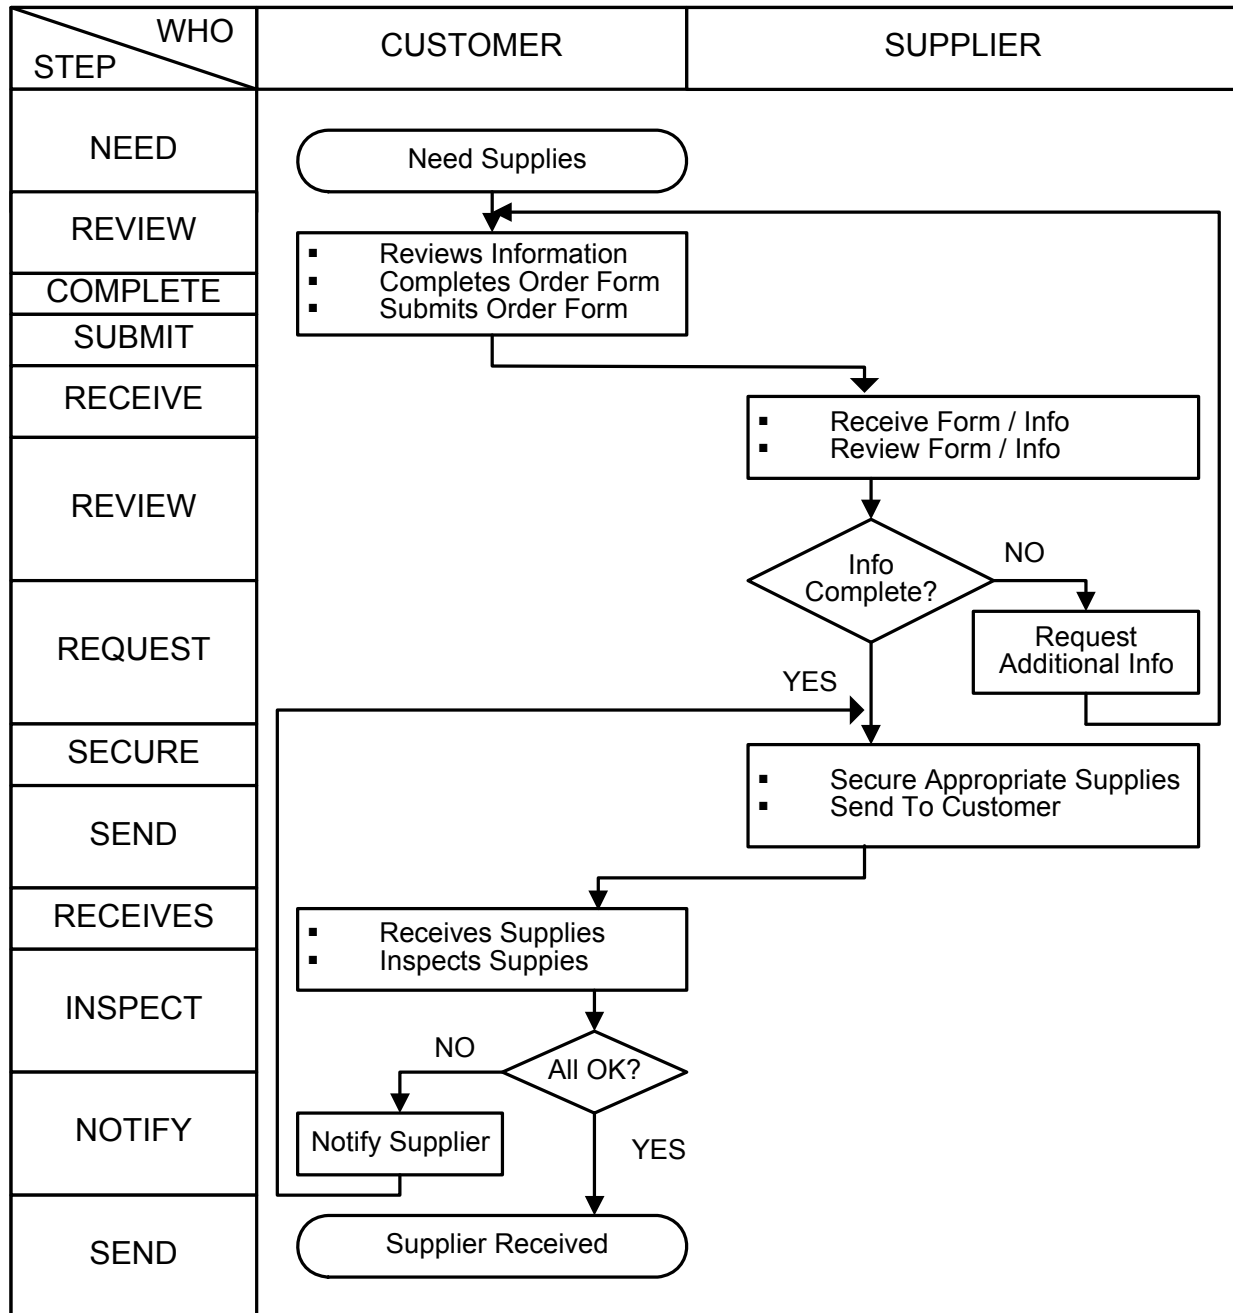 WHO
STEP
CUSTOMER
SUPPLIER
NEED
Need Supplies
REVIEW
▪ Reviews Information
▪ Completes Order Form
▪ Submits Order Form
COMPLETE
SUBMIT
RECEIVE
▪ Receive Form / Info
▪ Review Form / Info
REVIEW
Info
Complete?
NO
REQUEST
Request
Additional Info
YES
SECURE
▪ Secure Appropriate Supplies
▪ Send To Customer
SEND
RECEIVES
▪ Receives Supplies
▪ Inspects Suppies
INSPECT
NO
All OK?
NOTIFY
Notify Supplier
YES
SEND
Supplier Received